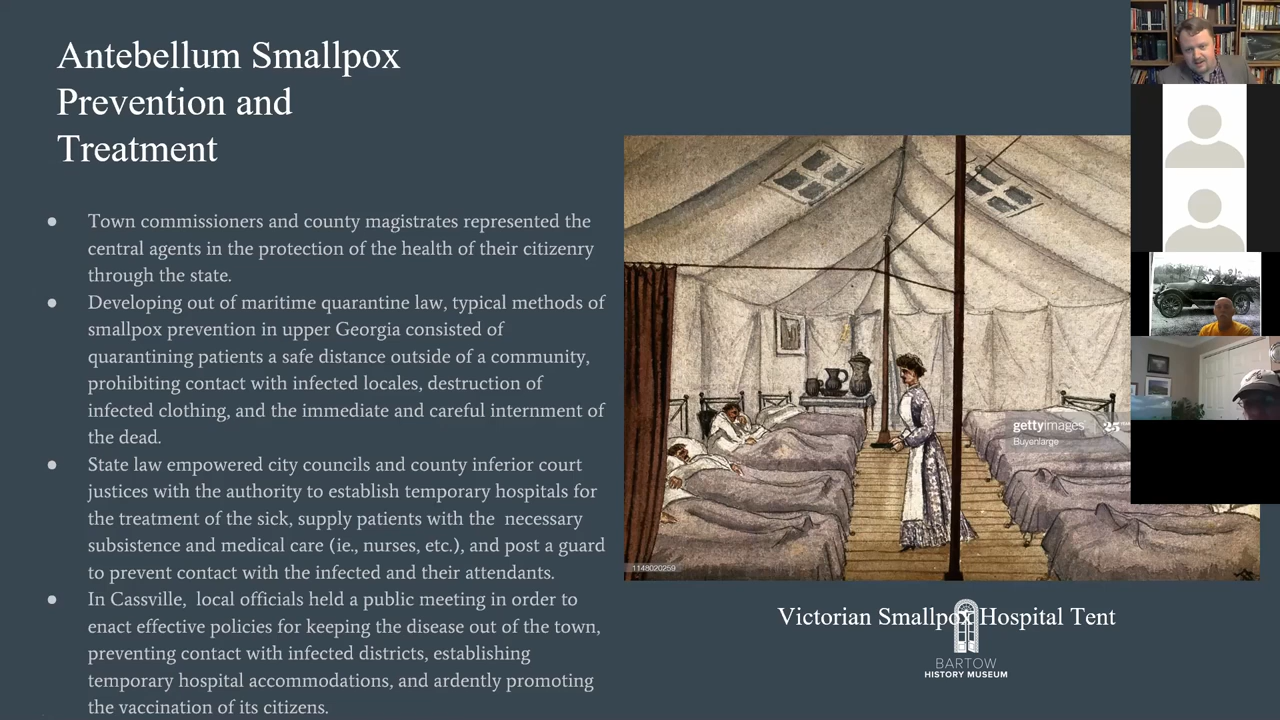 Antebellum Smallpox
Prevention and
Treatment
● Town commissioners and county magistrates represented the
central agents in the protection of the health of their citizenry
through the state.
● Developing out of maritime quarantine law, typical methods of
smallpox prevention in upper Georgia consisted of
quarantining patients a safe distance outside of a community,
prohibiting contact with infected locales, destruction of
infected clothing, and the immediate and careful internment of
the dead.
● State law empowered city councils and county inferior court
justices with the authority to establish temporary hospitals for
the treatment of the sick, supply patients with the  necessary
subsistence and medical care (ie., nurses, etc.), and post a guard
to prevent contact with the infected and their attendants.
● In Cassville,  local officials held a public meeting in order to
enact effective policies for keeping the disease out of the town,
preventing contact with infected districts, establishing
temporary hospital accommodations, and ardently promoting
the vaccination of its citizens.
gettyimages
Buyenlarge
25
1148020259
Victorian Smallpox Hospital Tent
BARTOW
HISTORY MUSEUM